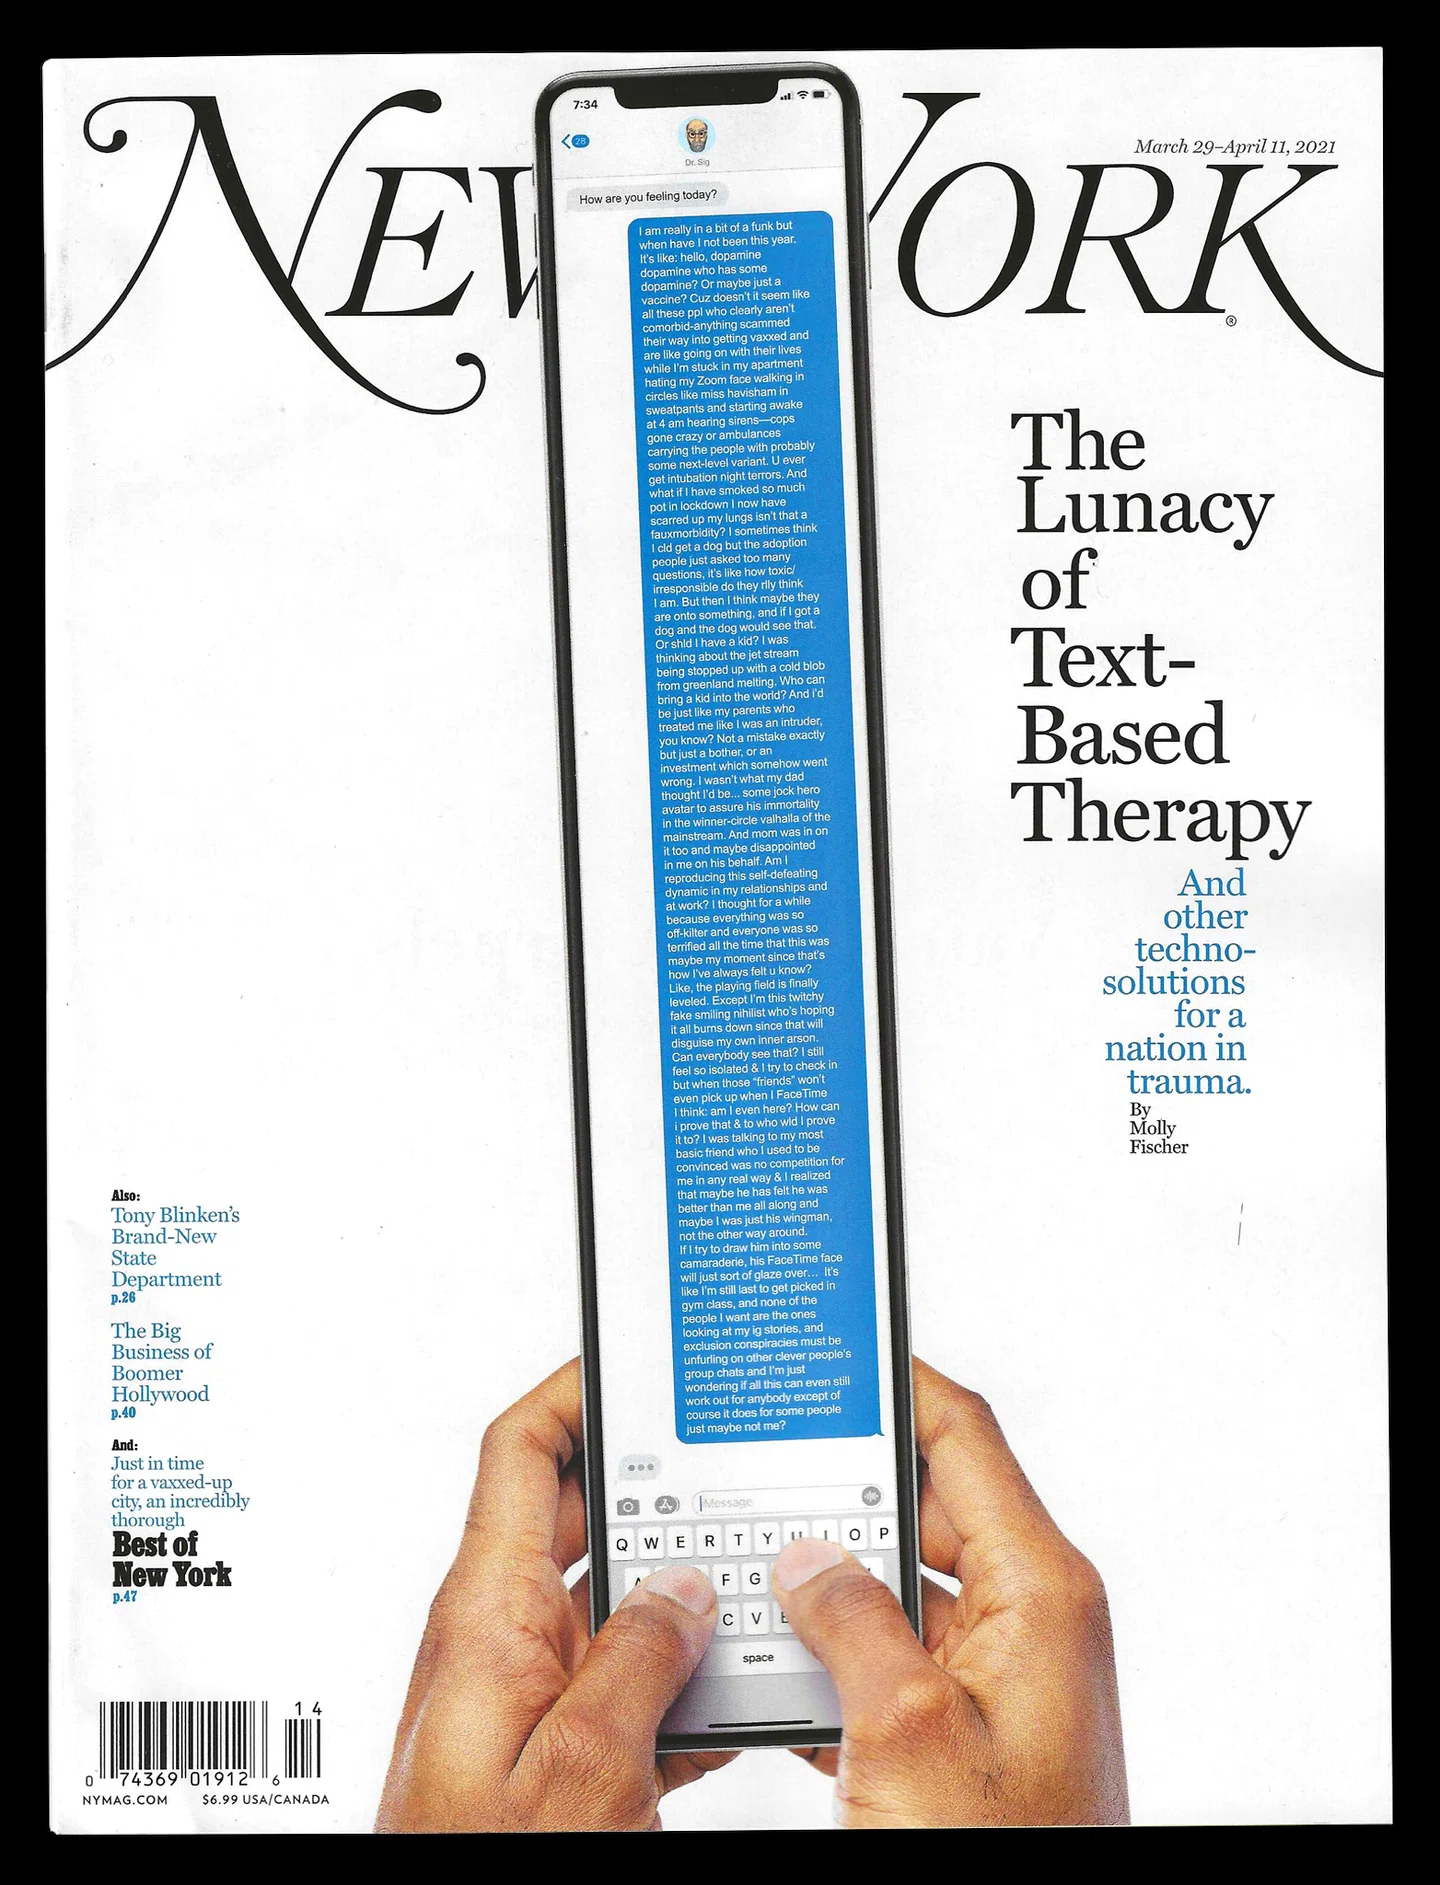 NEW YORK
March 29–April 11, 2021
®
7:34
28
Dr. Sig
How are you feeling today?
I am really in a bit of a funk but
when have I not been this year.
It's like: hello, dopamine
dopamine who has some
dopamine? Or maybe just a
vaccine? Cuz doesn't it seem like
all these ppl who clearly aren't
comorbid-anything scammed
their way into getting vaxxed and
are like going on with their lives
while I'm stuck in my apartment
hating my Zoom face walking in
circles like miss havisham in
sweatpants and starting awake
at 4 am hearing sirens—cops
gone crazy or ambulances
carrying the people with probably
some next-level variant. U ever
get intubation night terrors. And
what if I have smoked so much
pot in lockdown I now have
scarred up my lungs isn't that a
fauxmorbidity? I sometimes think
I cld get a dog but the adoption
people just asked too many
questions, it's like how toxic/
irresponsible do they rlly think
I am. But then I think maybe they
are onto something, and if I got a
dog and the dog would see that.
Or shld I have a kid? I was
thinking about the jet stream
being stopped up with a cold blob
from greenland melting. Who can
bring a kid into the world? And i'd
be just like my parents who
treated me like I was an intruder,
you know? Not a mistake exactly
but just a bother, or an
investment which somehow went
wrong. I wasn't what my dad
thought I'd be... some jock hero
avatar to assure his immortality
in the winner-circle valhalla of the
mainstream. And mom was in on
it too and maybe disappointed
in me on his behalf. Am I
reproducing this self-defeating
dynamic in my relationships and
at work? I thought for a while
because everything was so
off-kilter and everyone was so
terrified all the time that this was
maybe my moment since that's
how I've always felt u know?
Like, the playing field is finally
leveled. Except I'm this twitchy
fake smiling nihilist who's hoping
it all burns down since that will
disguise my own inner arson.
Can everybody see that? I still
feel so isolated & I try to check in
but when those "friends" won't
even pick up when I FaceTime
I think: am I even here? How can
i prove that & to who wld I prove
it to? I was talking to my most
basic friend who I used to be
convinced was no competition for
me in any real way & I realized
that maybe he has felt he was
better than me all along and
maybe I was just his wingman,
not the other way around.
If I try to draw him into some
camaraderie, his FaceTime face
will just sort of glaze over... It's
like I'm still last to get picked in
gym class, and none of the
people I want are the ones
looking at my ig stories, and
exclusion conspiracies must be
unfurling on other clever people's
group chats and I'm just
wondering if all this can even still
work out for anybody except of
course it does for some people
just maybe not me?
Message
Q W E R T Y U I O P
A F G
C V B
space
The
Lunacy
of
Text-
Based
Therapy
And
other
techno-
solutions
for a
nation in
trauma.
By
Molly
Fischer
Also:
Tony Blinken's
Brand-New
State
Department
p.26
The Big
Business of
Boomer
Hollywood
p.40
And:
Just in time
for a vaxxed-up
city, an incredibly
thorough
Best of
New York
p.47
14
0 74369 01912 6
NYMAG.COM $6.99 USA/CANADA